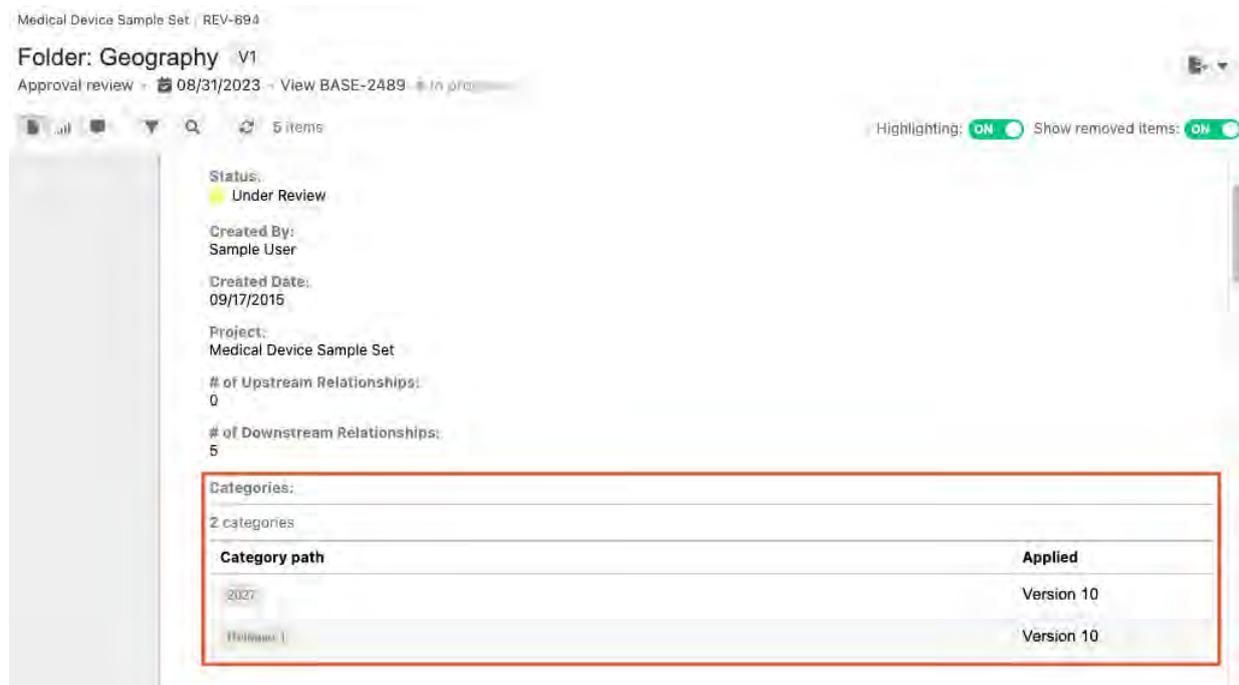 Medical Device Sample Set REV-694
Folder: Geography V1
Approval review - 08/31/2023 - View BASE-2489 In
5 items Highlighting: ON Show removed items: ON
Status:
Under Review
Created By:
Sample User
Created Date:
09/17/2015
Project:
Medical Device Sample Set
# of Upstream Relationships:
0
# of Downstream Relationships:
5
Categories:
2 categories
Category path Applied
2027 Version 10
Release 1 Version 10